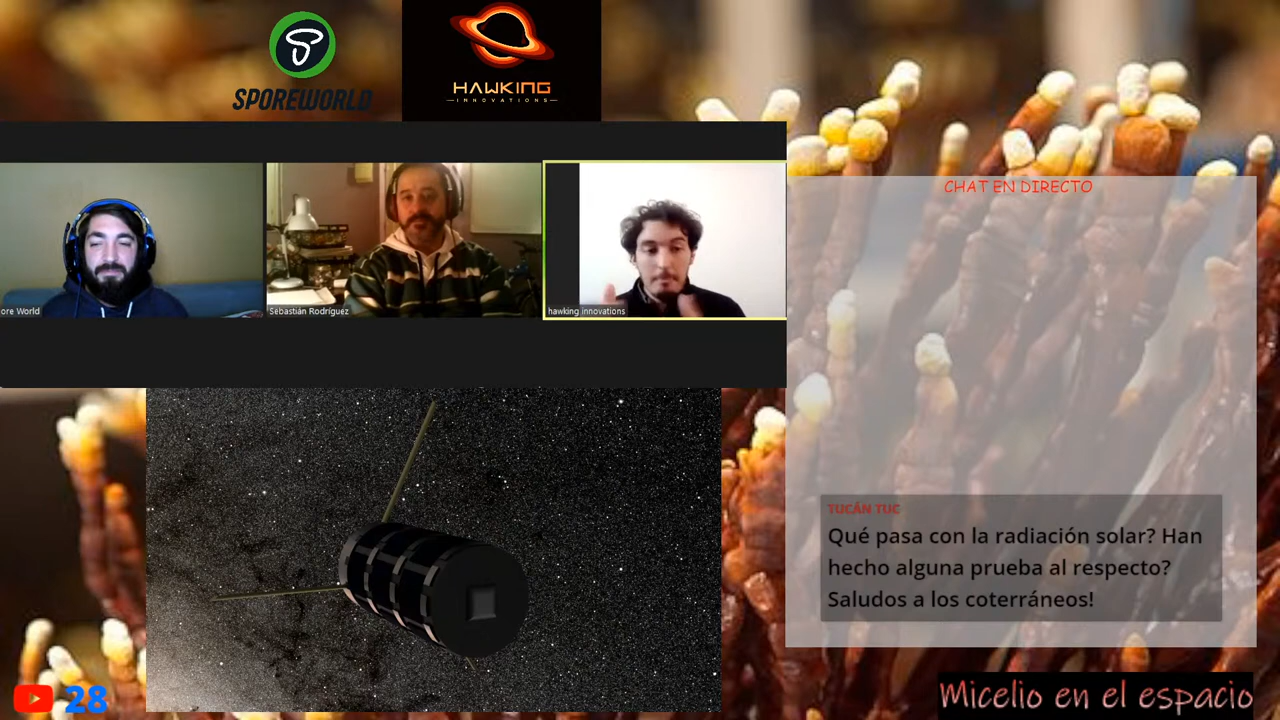 SPOREWORLD
HAWKING
INNOVATIONS
ore World
Sebastián Rodríguez
hawking innovations
CHAT EN DIRECTO
TUCÁN TUC
Qué pasa con la radiación solar? Han
hecho alguna prueba al respecto?
Saludos a los coterráneos!
28
Micelio en el espacio